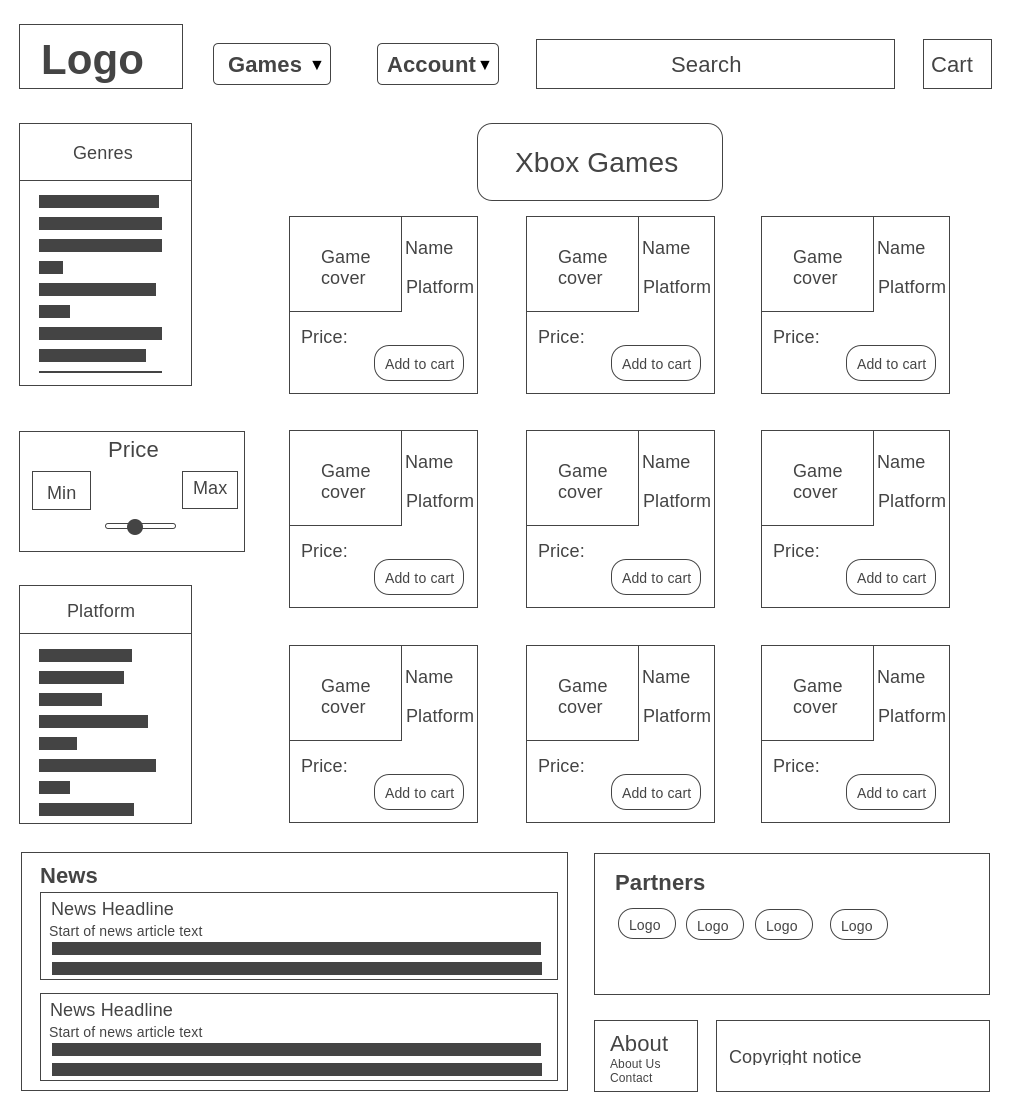 Logo
Games ▼
Account ▼
Search
Cart
Genres
Xbox Games
Game
cover
Name
Platform
Price:
Add to cart
Game
cover
Name
Platform
Price:
Add to cart
Game
cover
Name
Platform
Price:
Add to cart
Price
Min
Max
Game
cover
Name
Platform
Price:
Add to cart
Game
cover
Name
Platform
Price:
Add to cart
Game
cover
Name
Platform
Price:
Add to cart
Platform
Game
cover
Name
Platform
Price:
Add to cart
Game
cover
Name
Platform
Price:
Add to cart
Game
cover
Name
Platform
Price:
Add to cart
News
News Headline
Start of news article text
News Headline
Start of news article text
Partners
Logo
Logo
Logo
Logo
About
About Us
Contact
Copyright notice